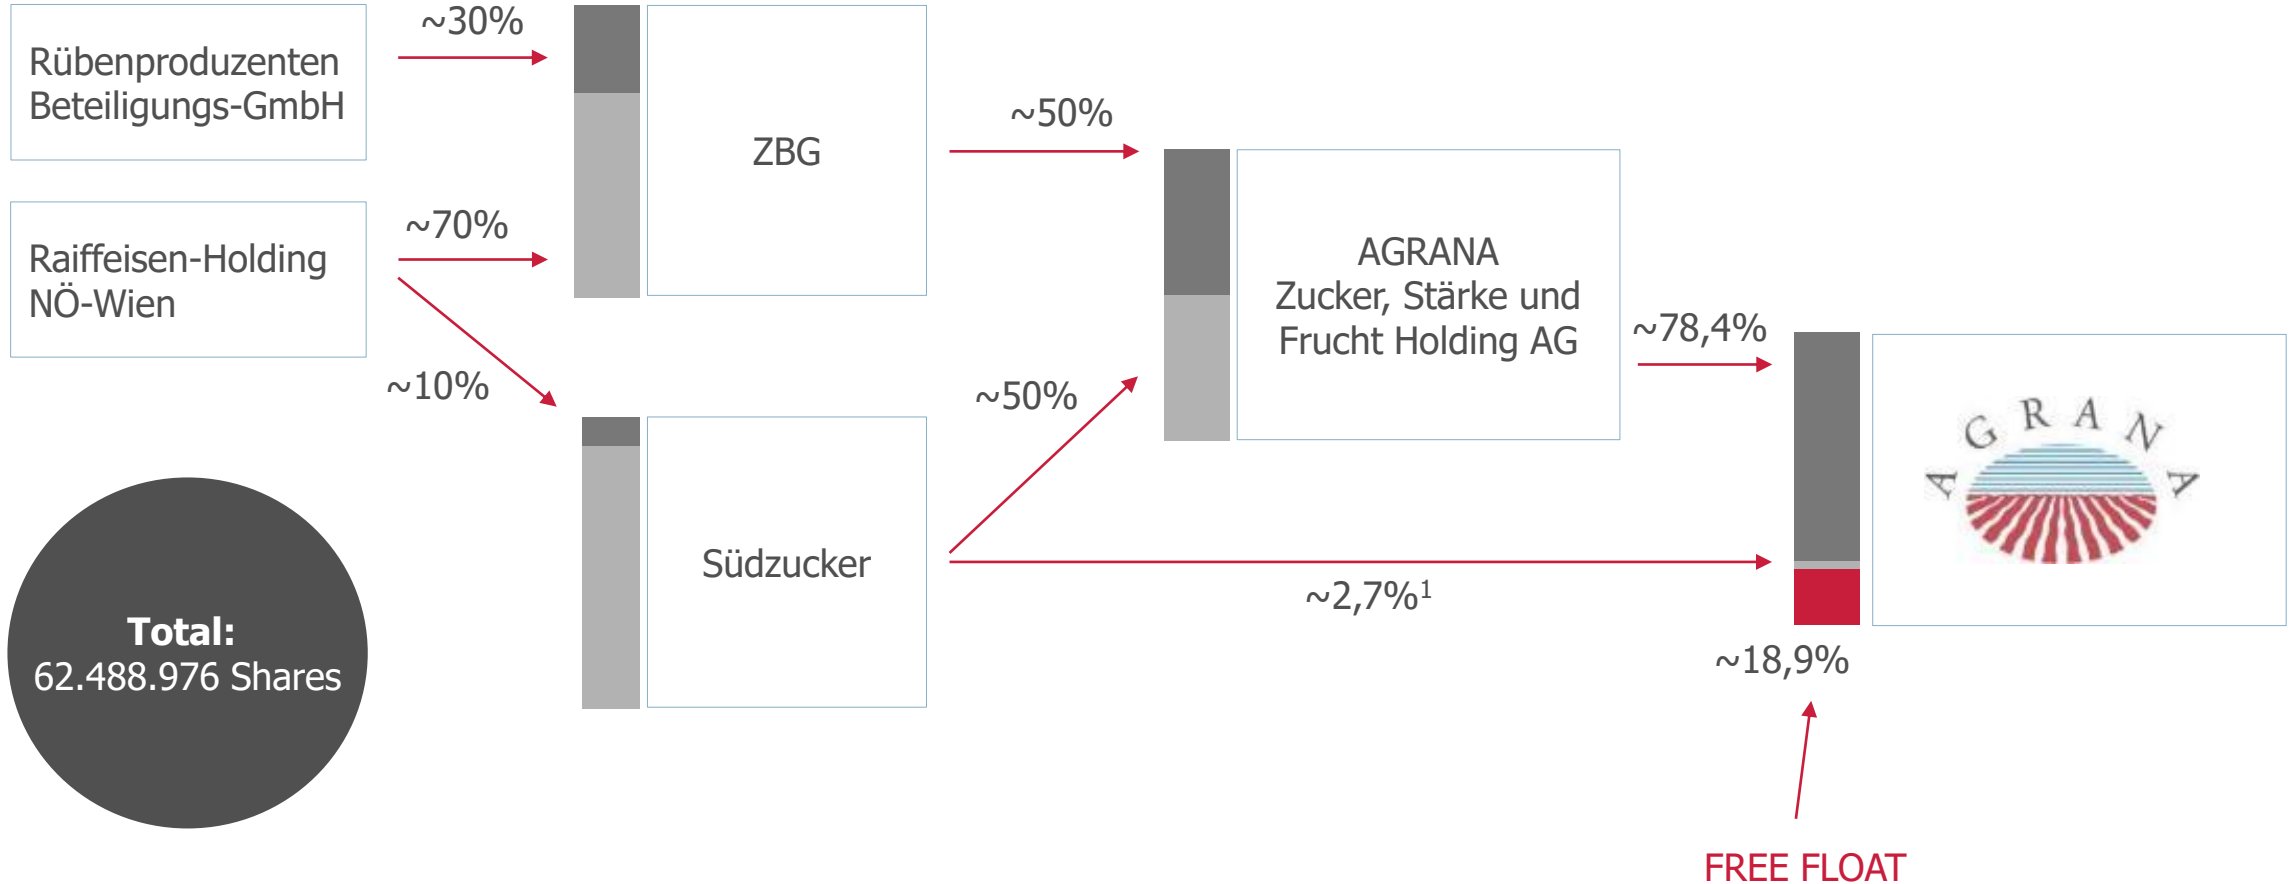 ~30%
Rübenproduzenten
Beteiligungs-GmbH
ZBG
~50%
~70%
Raiffeisen-Holding
NÖ-Wien
AGRANA
Zucker, Stärke und
Frucht Holding AG
~78,4%
~10%
~50%
AGRANA
Südzucker
~2,7%¹
Total:
62.488.976 Shares
~18,9%
FREE FLOAT